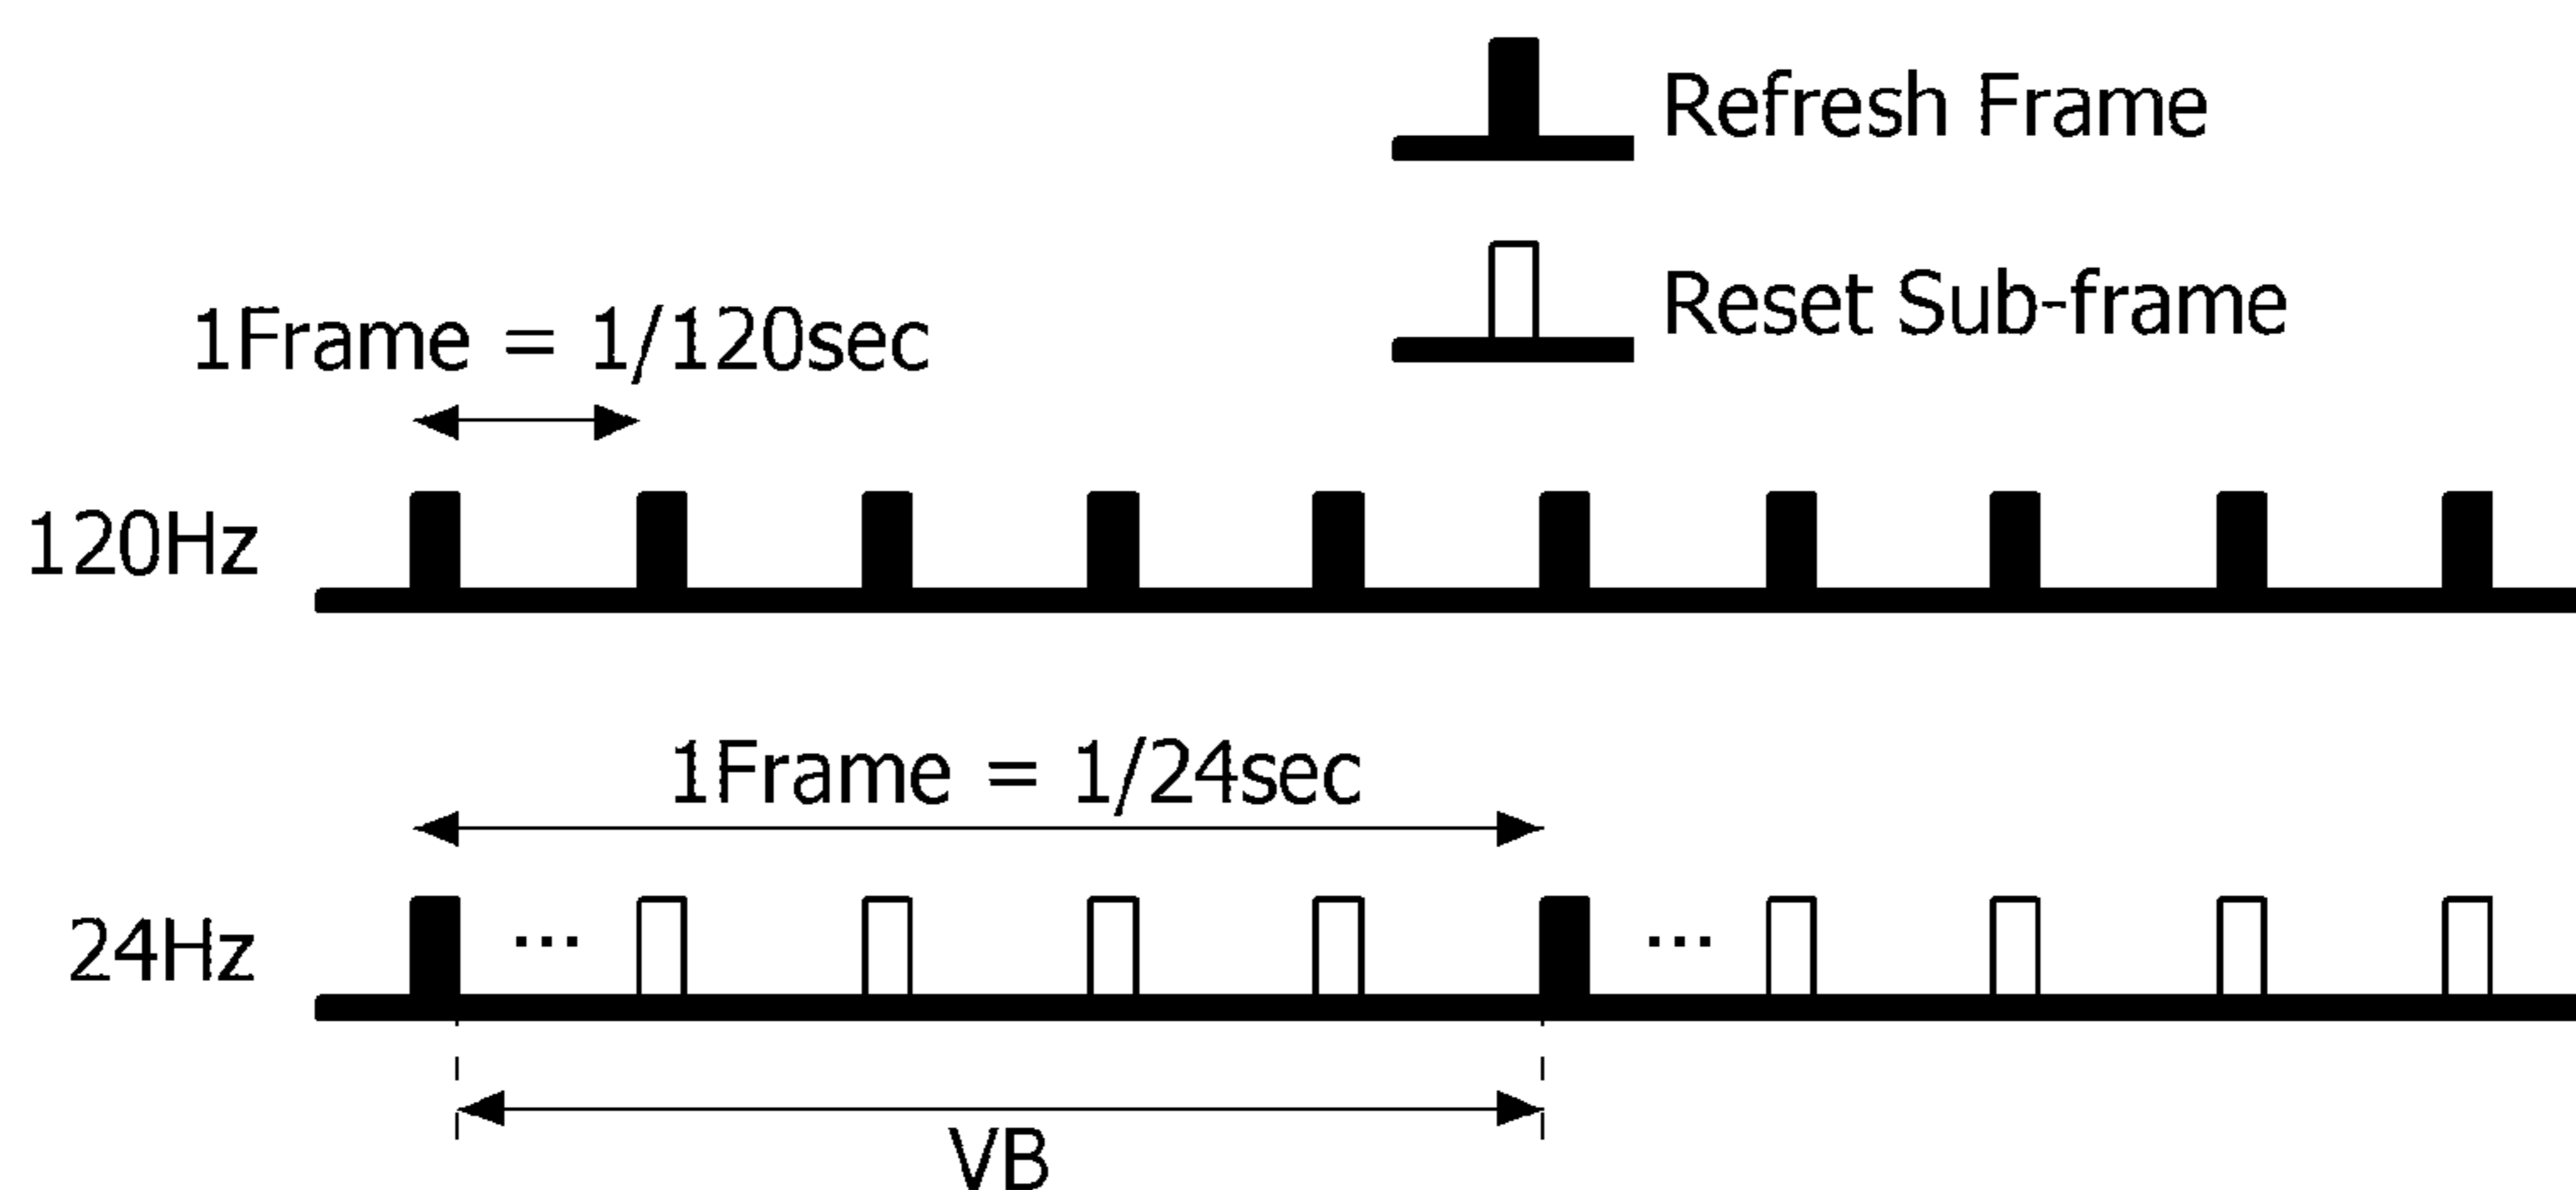 Refresh Frame
Reset Sub-frame
1Frame = 1/120sec
120Hz
1Frame = 1/24sec
24Hz
...
...
VB